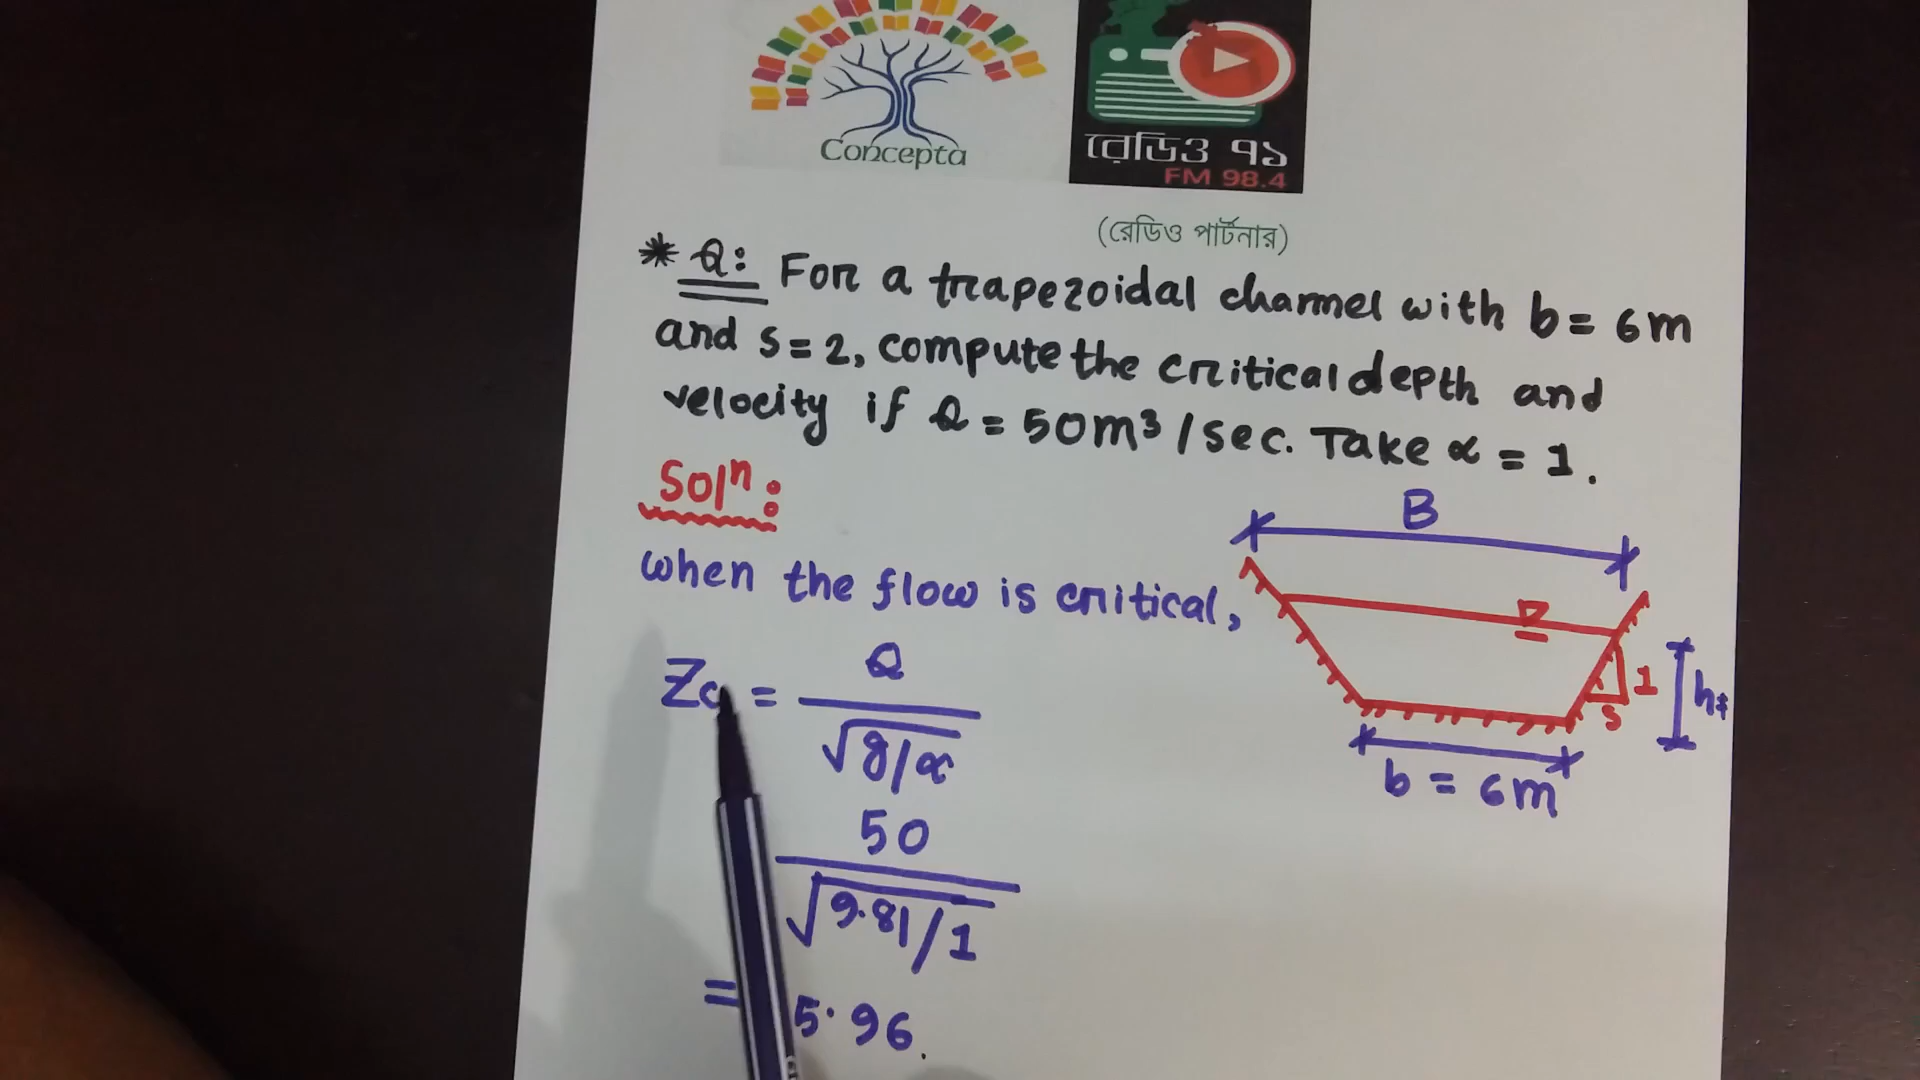 Concepta
রেডিও ৭১
FM 98.4
(রেডিও পার্টনার)
* Q: For a trapezoidal channel with b = 6m
and s = 2, compute the critical depth and
velocity if Q = 50m³/sec. Take α = 1.
Solⁿ:
when the flow is critical,
B
1
s
b = 6m
Zc = Q / √g/α
50 / √9.81/1
= 5.96.